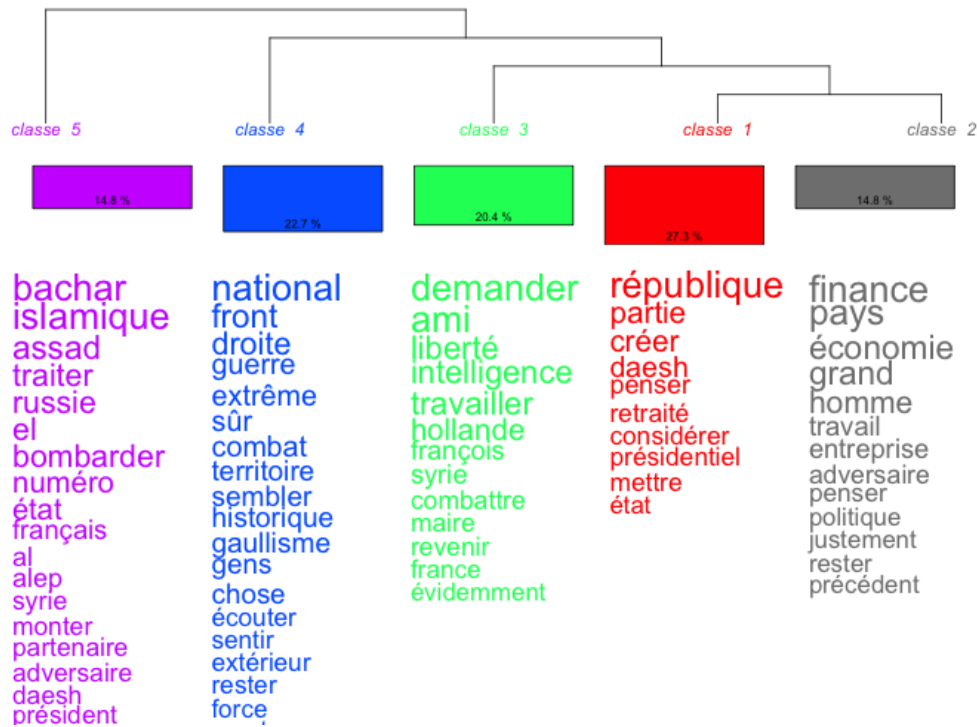 classe 5
classe 4
classe 3
classe 1
classe 2
14.8 %
22.7 %
20.4 %
27.3 %
14.8 %
bachar
islamique
assad
traiter
russie
el
bombarder
numéro
état
français
al
alep
syrie
monter
partenaire
adversaire
daesh
président
national
front
droite
guerre
extrême
sûr
combat
territoire
sembler
historique
gaullisme
gens
chose
écouter
sentir
extérieur
rester
force
demander
ami
liberté
intelligence
travailler
hollande
françois
syrie
combattre
maire
revenir
france
évidemment
république
partie
créer
daesh
penser
retraité
considérer
présidentiel
mettre
état
finance
pays
économie
grand
homme
travail
entreprise
adversaire
penser
politique
justement
rester
précédent